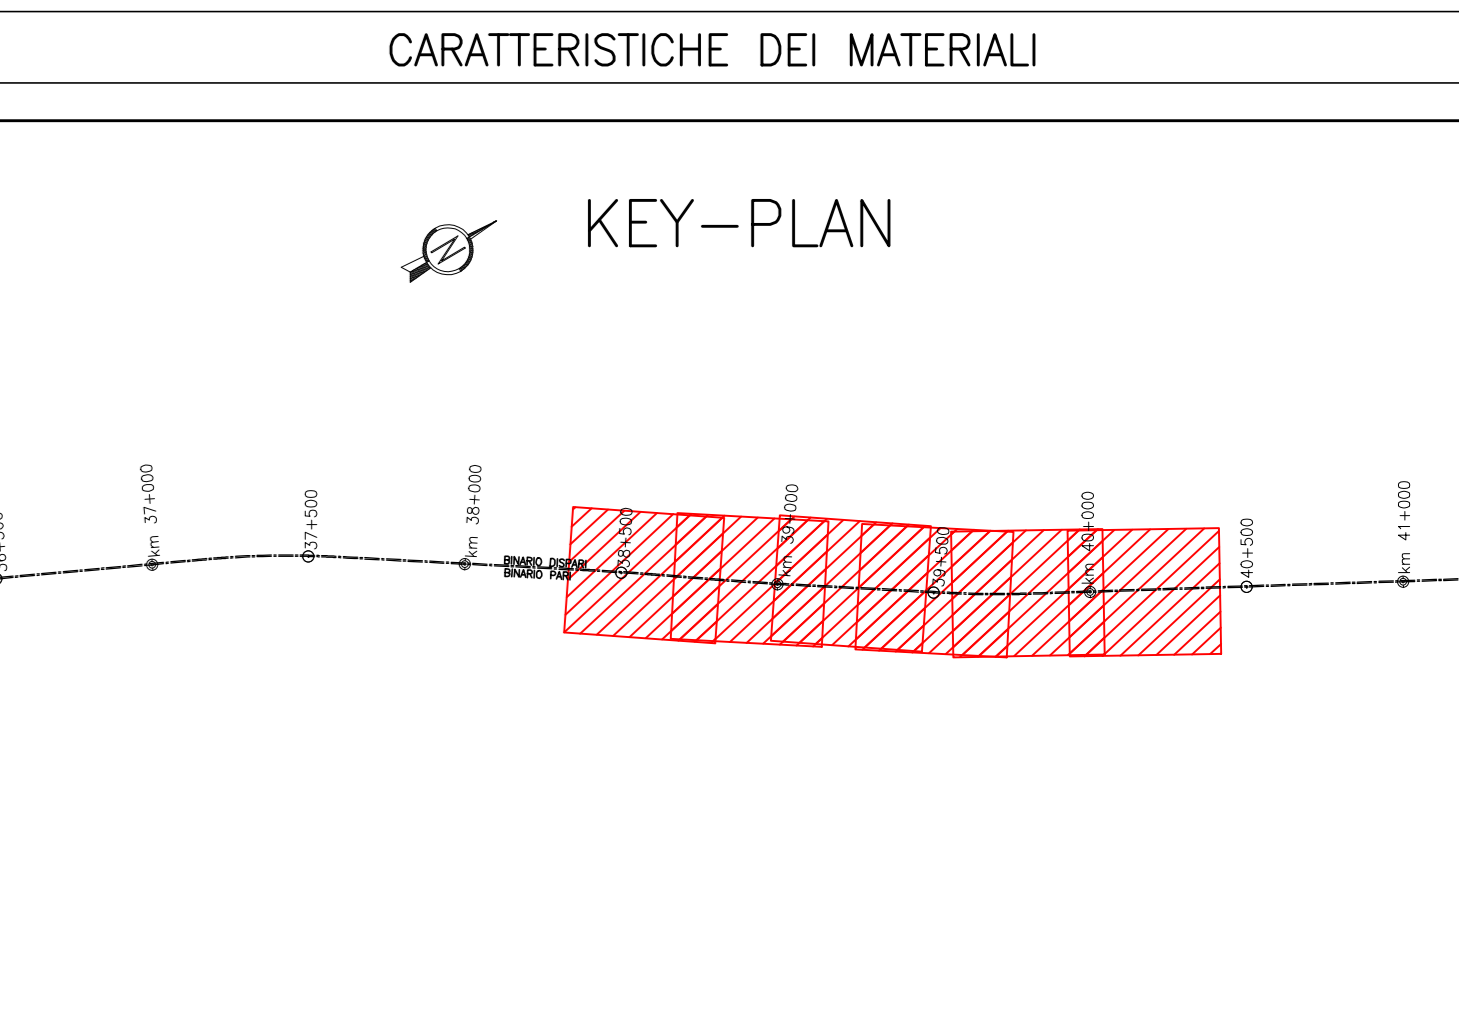 CARATTERISTICHE DEI MATERIALI
KEY-PLAN
N
km 37+000
37+500
km 38+000
BINARIO DISPARI
BINARIO PARI
38+500
km 39+000
39+500
km 40+000
40+500
km 41+000